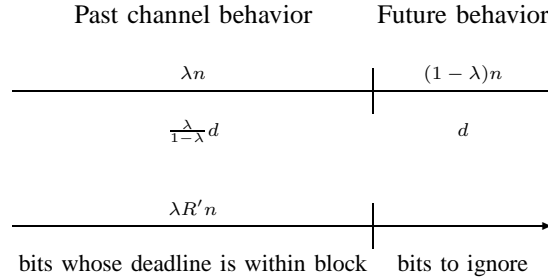 Past channel behavior Future behavior
λn (1 − λ)n
λ/(1−λ) d d
λR′n
bits whose deadline is within block bits to ignore